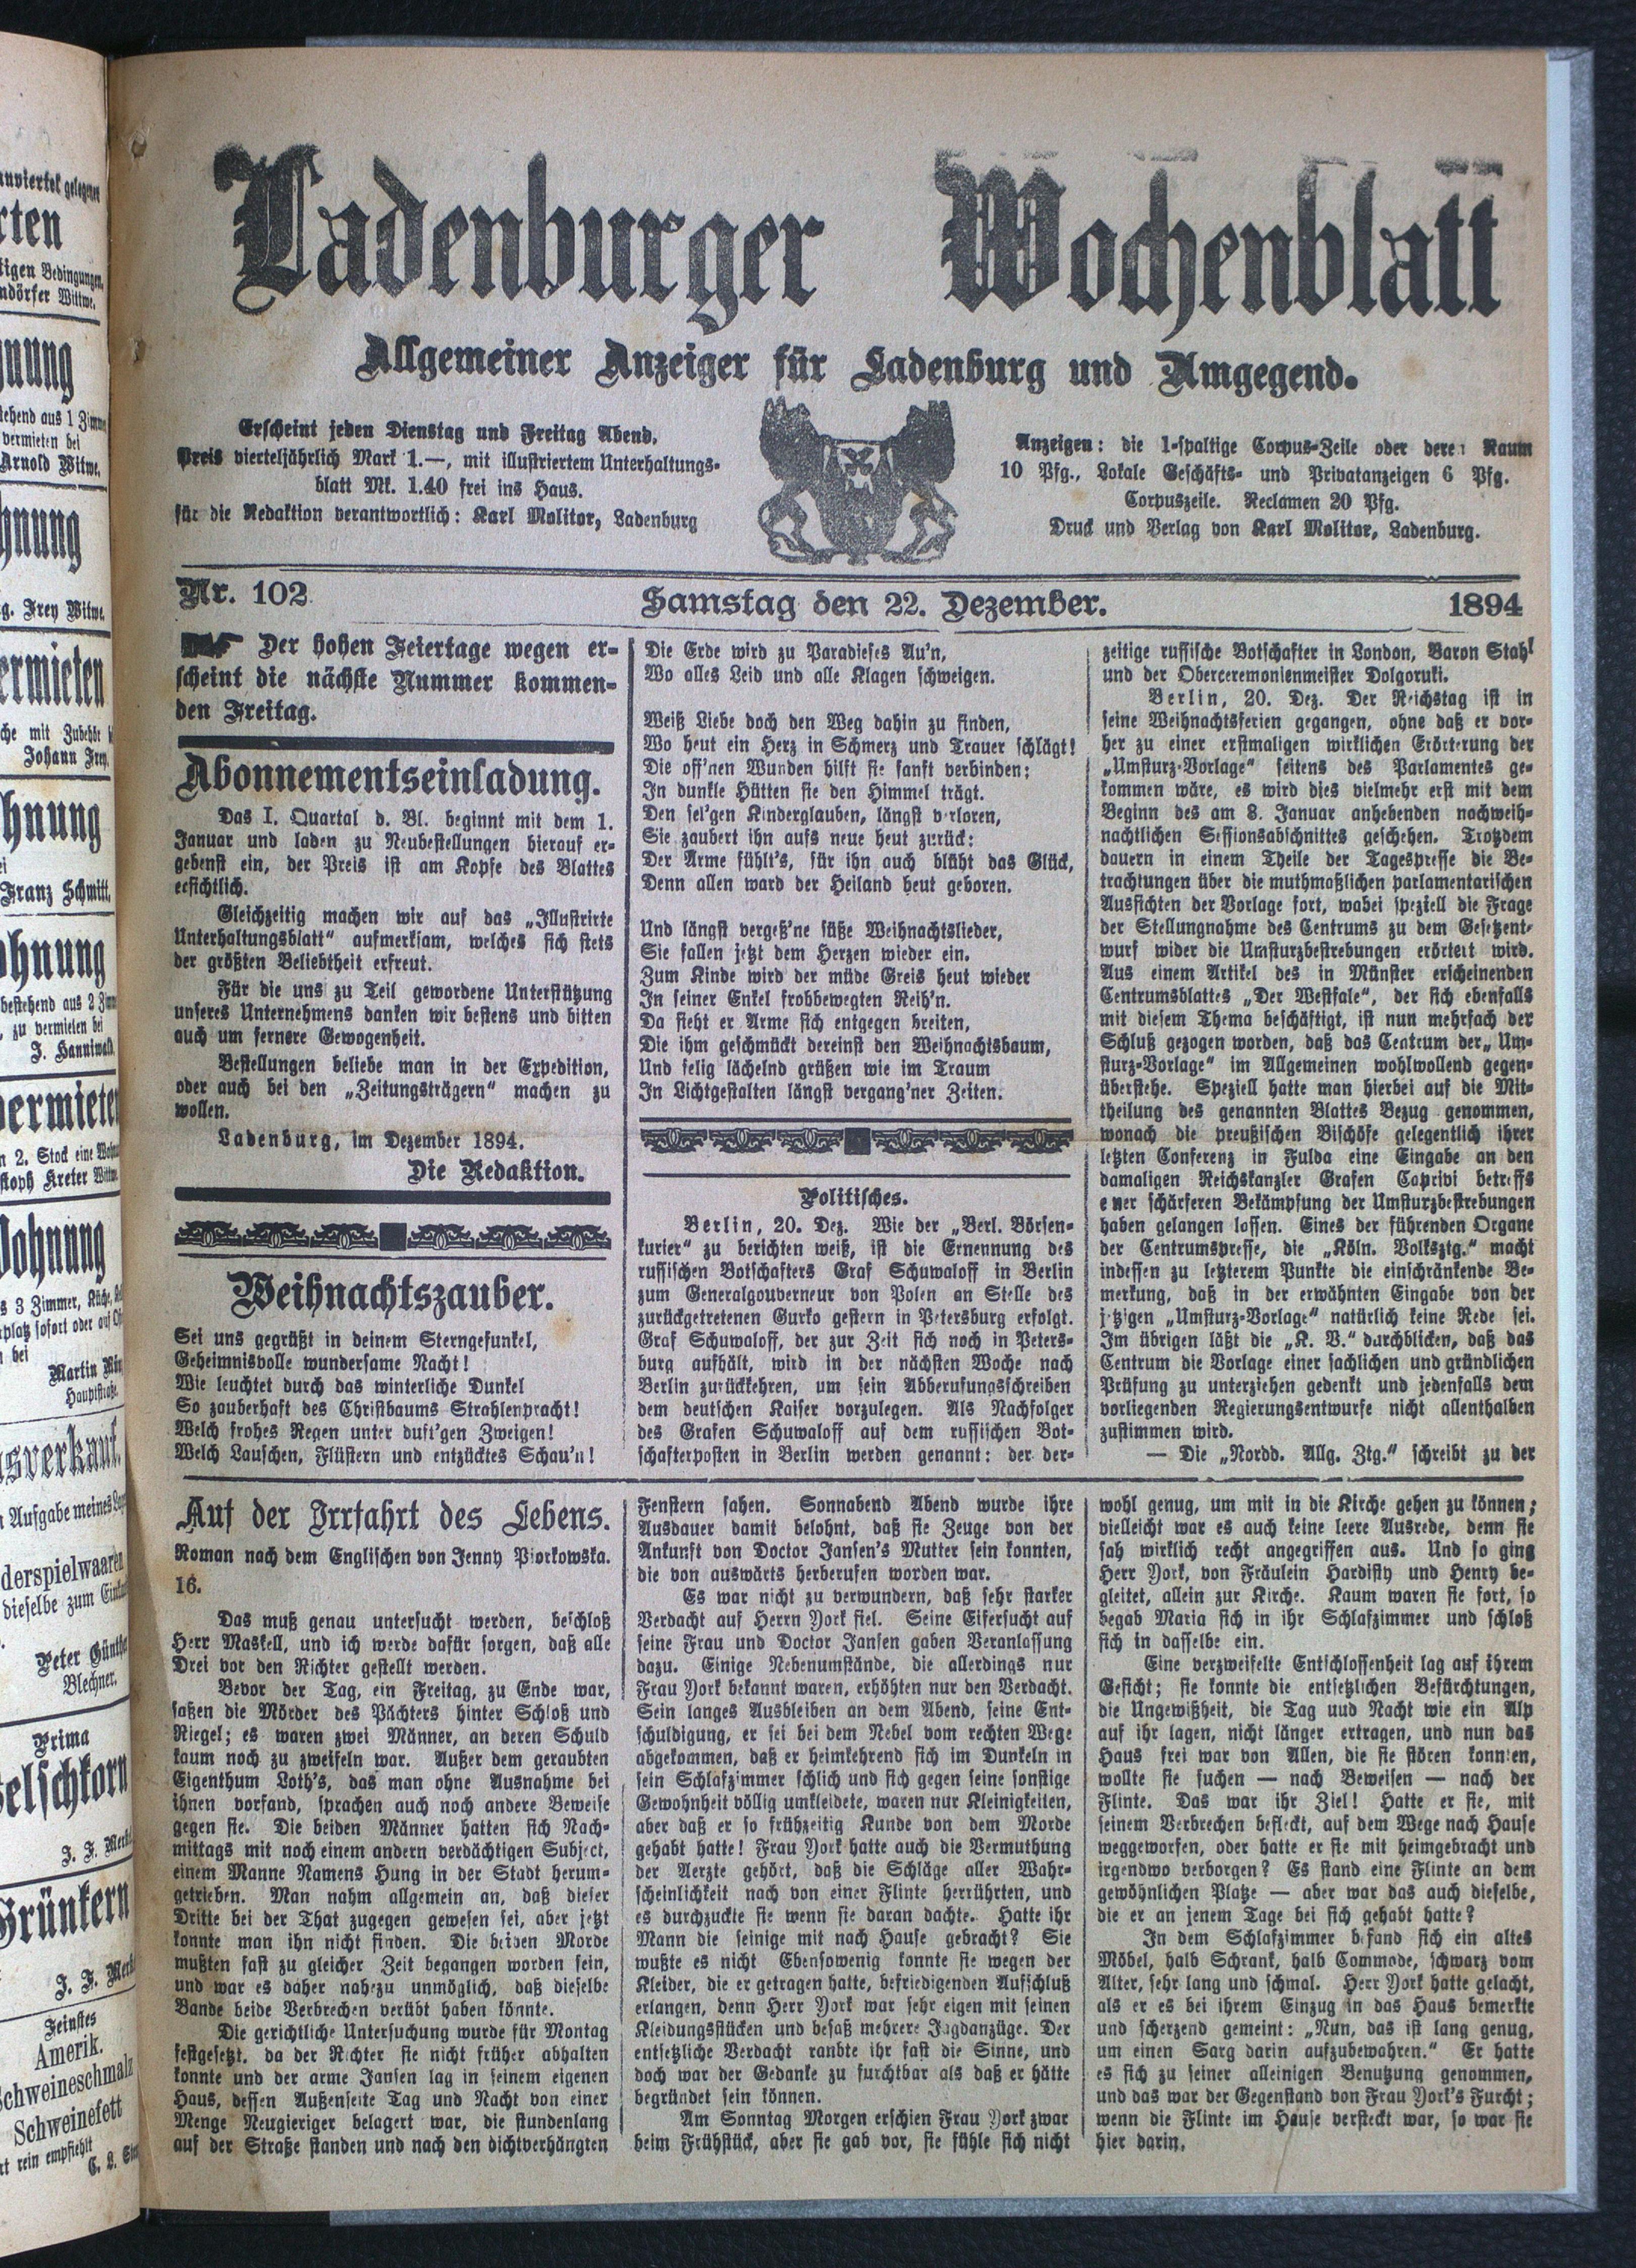 Ladenburger Wochenblatt
Allgemeiner Anzeiger für Ladenburg und Umgegend.
Erscheint jeden Dienstag und Freitag Abend.
Preis vierteljährlich Mark 1.—, mit illustriertem Unterhaltungs-
blatt Mk. 1.40 frei ins Haus.
für die Redaktion verantwortlich: Karl Molitor, Ladenburg
Anzeigen: die 1-spaltige Corpus-Zeile oder deren Raum
10 Pfg., Lokale Geschäfts- und Privatanzeigen 6 Pfg.
Corpuszeile. Reclamen 20 Pfg.
Druck und Verlag von Karl Molitor, Ladenburg.
Nr. 102 Samstag den 22. Dezember. 1894
Der hohen Feiertage wegen er-
scheint die nächste Nummer kommen-
den Freitag.
Abonnementseinladung.
Das I. Quartal d. Bl. beginnt mit dem 1.
Januar und laden zu Neubestellungen hierauf er-
gebenst ein, der Preis ist am Kopfe des Blattes
ersichtlich.
Gleichzeitig machen wir auf das „Illustrirte
Unterhaltungsblatt“ aufmerksam, welches sich stets
der größten Beliebtheit erfreut.
Für die uns zu Teil gewordene Unterstützung
unseres Unternehmens danken wir bestens und bitten
auch um fernere Gewogenheit.
Bestellungen beliebe man in der Expedition,
oder auch bei den „Zeitungsträgern“ machen zu
wollen.
Ladenburg, im Dezember 1894.
Die Redaktion.
Weihnachtszauber.
Sei uns gegrüßt in deinem Sterngefunkel,
Geheimnisvolle wundersame Nacht!
Wie leuchtet durch das winterliche Dunkel
So zauberhaft des Christbaums Strahlenpracht!
Welch frohes Regen unter duft'gen Zweigen!
Welch Lauschen, Flüstern und entzücktes Schau'n!
Die Erde wird zu Paradieses Au'n,
Wo alles Leid und alle Klagen schweigen.
Weiß Liebe doch den Weg dahin zu finden,
Wo heut ein Herz in Schmerz und Trauer schlägt!
Die off'nen Wunden hilft sie sanft verbinden;
In dunkle Hütten sie den Himmel trägt.
Den sel'gen Kinderglauben, längst verloren,
Sie zaubert ihn aufs neue heut zurück:
Der Arme fühlt's, für ihn auch blüht das Glück,
Denn allen ward der Heiland heut geboren.
Und längst vergeß'ne süße Weihnachtslieder,
Sie fallen jetzt dem Herzen wieder ein.
Zum Kinde wird der müde Greis heut wieder
In seiner Enkel frohbewegten Reih'n.
Da sieht er Arme sich entgegen breiten,
Die ihm geschmückt dereinst den Weihnachtsbaum,
Und selig lächelnd grüßen wie im Traum
In Lichtgestalten längst vergang'ner Zeiten.
Politisches.
Berlin, 20. Dez. Wie der „Berl. Börsen-
kurier“ zu berichten weiß, ist die Ernennung des
russischen Botschafters Graf Schuwaloff in Berlin
zum Generalgouverneur von Polen an Stelle des
zurückgetretenen Gurko gestern in Petersburg erfolgt.
Graf Schuwaloff, der zur Zeit sich noch in Peters-
burg aufhält, wird in der nächsten Woche nach
Berlin zurückkehren, um sein Abberufungsschreiben
dem deutschen Kaiser vorzulegen. Als Nachfolger
des Grafen Schuwaloff auf dem russischen Bot-
schafterposten in Berlin werden genannt: der der-
zeitige russische Botschafter in London, Baron Stahl
und der Oberceremonienmeister Dolgoruki.
Berlin, 20. Dez. Der Reichstag ist in
seine Weihnachtsferien gegangen, ohne daß er vor-
her zu einer erstmaligen wirklichen Erörterung der
„Umsturz-Vorlage“ seitens des Parlamentes ge-
kommen wäre, es wird dies vielmehr erst mit dem
Beginn des am 8. Januar anhebenden nachweih-
nachtlichen Sessionsabschnittes geschehen. Trotzdem
dauern in einem Theile der Tagespresse die Be-
trachtungen über die muthmaßlichen parlamentarischen
Aussichten der Vorlage fort, wabei speziell die Frage
der Stellungnahme des Centrums zu dem Gesetzent-
wurf wider die Umsturzbestrebungen erörtert wird.
Aus einem Artikel des in Münster erscheinenden
Centrumsblattes „Der Westfale“, der sich ebenfalls
mit diesem Thema beschäftigt, ist nun mehrfach der
Schluß gezogen worden, daß das Centrum der „Um-
sturz-Vorlage“ im Allgemeinen wohlwollend gegen-
überstehe. Speziell hatte man hierbei auf die Mit-
theilung des genannten Blattes Bezug genommen,
wonach die preußischen Bischöfe gelegentlich ihrer
letzten Conferenz in Fulda eine Eingabe an den
damaligen Reichskanzler Grafen Caprivi betreffs
einer schärferen Bekämpfung der Umsturzbestrebungen
haben gelangen lassen. Eines der führenden Organe
der Centrumspresse, die „Köln. Volksztg.“ macht
indessen zu letzterem Punkte die einschränkende Be-
merkung, daß in der erwähnten Eingabe von der
jetzigen „Umsturz-Vorlage“ natürlich keine Rede sei.
Im übrigen läßt die „K. V.“ durchblicken, daß das
Centrum die Vorlage einer sachlichen und gründlichen
Prüfung zu unterziehen gedenkt und jedenfalls dem
vorliegenden Regierungsentwurfe nicht allenthalben
zustimmen wird.
— Die „Nordd. Allg. Ztg.“ schreibt zu der
Auf der Irrfahrt des Lebens.
Roman nach dem Englischen von Jenny Piorkowska.
16.
Das muß genau untersucht werden, beschloß
Herr Maskell, und ich werde dafür sorgen, daß alle
Drei vor den Richter gestellt werden.
Bevor der Tag, ein Freitag, zu Ende war,
saßen die Mörder des Pächters hinter Schloß und
Riegel; es waren zwei Männer, an deren Schuld
kaum noch zu zweifeln war. Außer dem geraubten
Eigenthum Loth's, das man ohne Ausnahme bei
ihnen vorfand, sprachen auch noch andere Beweise
gegen sie. Die beiden Männer hatten sich Nach-
mittags mit noch einem andern verdächtigen Subject,
einem Manne Namens Hung in der Stadt herum-
getrieben. Man nahm allgemein an, daß dieser
Dritte bei der That zugegen gewesen sei, aber jetzt
konnte man ihn nicht finden. Die beiden Morde
mußten fast zu gleicher Zeit begangen worden sein,
und war es daher nahezu unmöglich, daß dieselbe
Bande beide Verbrechen verübt haben könnte.
Die gerichtliche Untersuchung wurde für Montag
festgesetzt, da der Richter sie nicht früher abhalten
konnte und der arme Jansen lag in seinem eigenen
Haus, dessen Außenseite Tag und Nacht von einer
Menge Neugieriger belagert war, die stundenlang
auf der Straße standen und nach den dichtverhängten
Fenstern sahen. Sonnabend Abend wurde ihre
Ausdauer damit belohnt, daß sie Zeuge von der
Ankunft von Doctor Jansen's Mutter sein konnten,
die von auswärts herberufen worden war.
Es war nicht zu verwundern, daß sehr starker
Verdacht auf Herrn York fiel. Seine Eifersucht auf
seine Frau und Doctor Jansen gaben Veranlassung
dazu. Einige Nebenumstände, die allerdings nur
Frau York bekannt waren, erhöhten nur den Verdacht.
Sein langes Ausbleiben an dem Abend, seine Ent-
schuldigung, er sei bei dem Nebel vom rechten Wege
abgekommen, daß er heimkehrend sich im Dunkeln in
sein Schlafzimmer schlich und sich gegen seine sonstige
Gewohnheit völlig umkleidete, waren nur Kleinigkeiten,
aber daß er so frühzeitig Kunde von dem Morde
gehabt hatte! Frau York hatte auch die Vermuthung
der Aerzte gehört, daß die Schläge aller Wahr-
scheinlichkeit nach von einer Flinte herrührten, und
es durchzuckte sie wenn sie daran dachte. Hatte ihr
Mann die seinige mit nach Hause gebracht? Sie
wußte es nicht Ebensowenig konnte sie wegen der
Kleider, die er getragen hatte, befriedigenden Aufschluß
erlangen, denn Herr York war sehr eigen mit seinen
Kleidungsstücken und besaß mehrere Jagdanzüge. Der
entsetzliche Verdacht raubte ihr fast die Sinne, und
doch war der Gedanke zu furchtbar als daß er hätte
begründet sein können.
Am Sonntag Morgen erschien Frau York zwar
beim Frühstück, aber sie gab vor, sie fühle sich nicht
wohl genug, um mit in die Kirche gehen zu können;
vielleicht war es auch keine leere Ausrede, denn sie
sah wirklich recht angegriffen aus. Und so ging
Herr York, von Fräulein Hardisty und Henry be-
gleitet, allein zur Kirche. Kaum waren sie fort, so
begab Maria sich in ihr Schlafzimmer und schloß
sich in dasselbe ein.
Eine verzweifelte Entschlossenheit lag auf ihrem
Gesicht; sie konnte die entsetzlichen Befürchtungen,
die Ungewißheit, die Tag uud Nacht wie ein Alp
auf ihr lagen, nicht länger ertragen, und nun das
Haus frei war von Allen, die sie stören konnten,
wollte sie suchen — nach Beweisen — nach der
Flinte. Das war ihr Ziel! Hatte er sie, mit
seinem Verbrechen befleckt, auf dem Wege nach Hause
weggeworfen, oder hatte er sie mit heimgebracht und
irgendwo verborgen? Es stand eine Flinte an dem
gewöhnlichen Platze — aber war das auch dieselbe,
die er an jenem Tage bei sich gehabt hatte?
In dem Schlafzimmer befand sich ein altes
Möbel, halb Schrank, halb Commode, schwarz vom
Alter, sehr lang und schmal. Herr York hatte gelacht,
als er es bei ihrem Einzug in das Haus bemerkte
und scherzend gemeint: „Nun, das ist lang genug,
um einen Sarg darin aufzubewahren.“ Er hatte
es sich zu seiner alleinigen Benutzung genommen,
und das war der Gegenstand von Frau York's Furcht;
wenn die Flinte im Hause versteckt war, so war sie
hier darin.